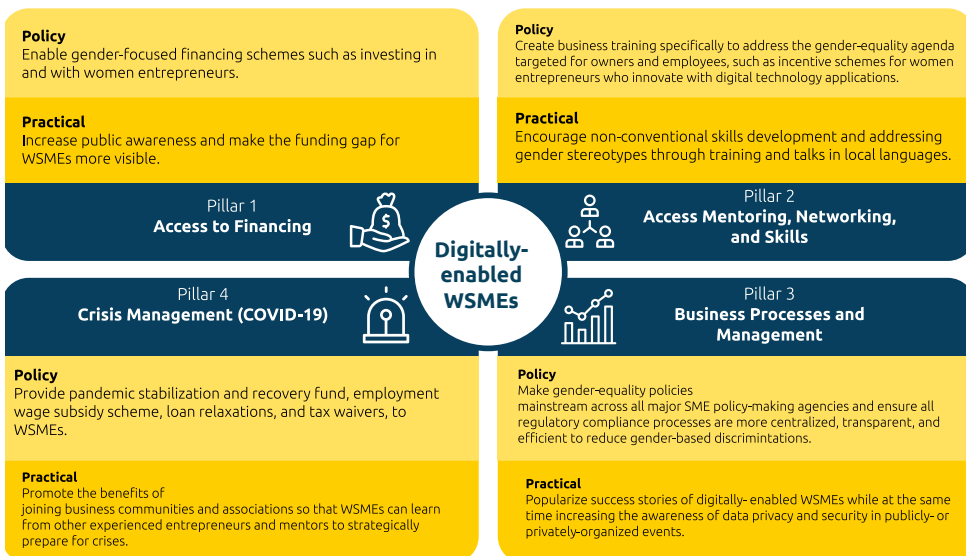 Policy
Enable gender-focused financing schemes such as investing in
and with women entrepreneurs.
Practical
Increase public awareness and make the funding gap for
WSMEs more visible.
Pillar 1
Access to Financing
Policy
Create business training specifically to address the gender-equality agenda
targeted for owners and employees, such as incentive schemes for women
entrepreneurs who innovate with digital technology applications.
Practical
Encourage non-conventional skills development and addressing
gender stereotypes through training and talks in local languages.
Pillar 2
Access Mentoring, Networking,
and Skills
$
Digitally-
enabled
WSMEs
Pillar 4
Crisis Management (COVID-19)
Policy
Provide pandemic stabilization and recovery fund, employment
wage subsidy scheme, loan relaxations, and tax waivers, to
WSMEs.
Practical
Promote the benefits of
joining business communities and associations so that WSMEs can learn
from other experienced entrepreneurs and mentors to strategically
prepare for crises.
Pillar 3
Business Processes and
Management
Policy
Make gender-equality policies
mainstream across all major SME policy-making agencies and ensure all
regulatory compliance processes are more centralized, transparent, and
efficient to reduce gender-based discrimintations.
Practical
Popularize success stories of digitally- enabled WSMEs while at the same
time increasing the awareness of data privacy and security in publicly- or
privately-organized events.